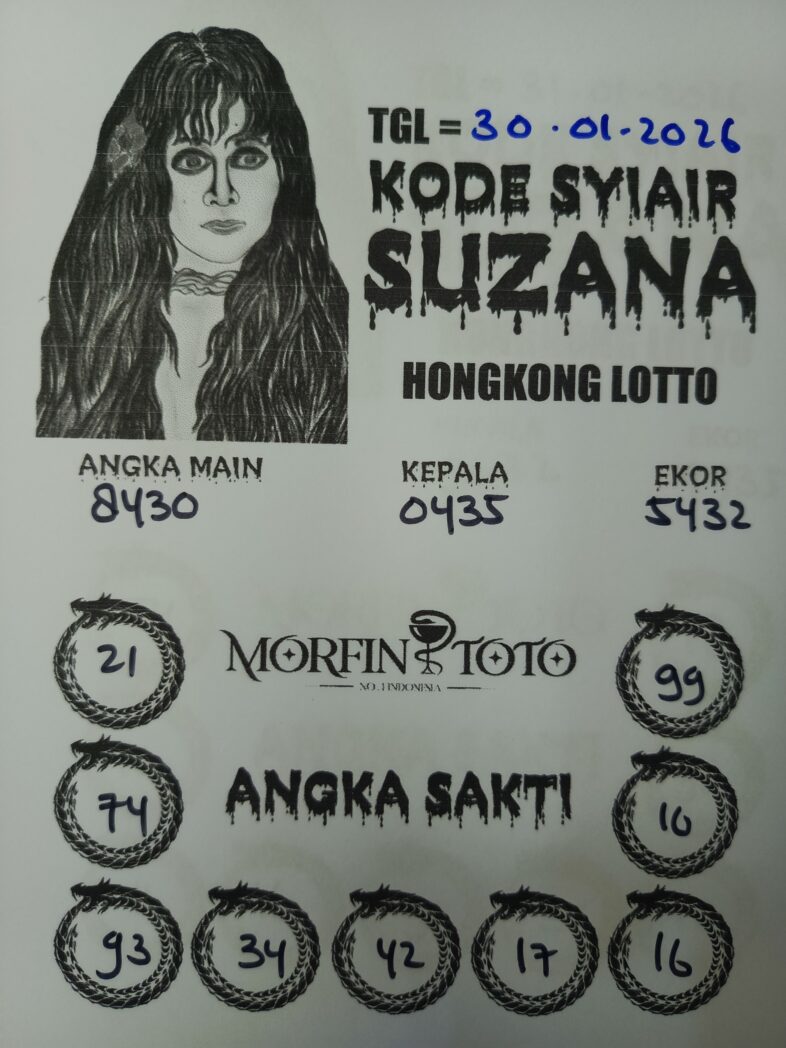 TGL = 30.01.2026
KODE SYIAIR
SUZANA
HONGKONG LOTTO
ANGKA MAIN
8430
KEPALA
0435
EKOR
5432
MORFIN TOTO
NO.1 INDONESIA
21
99
74
ANGKA SAKTI
10
93 34 42 17 16